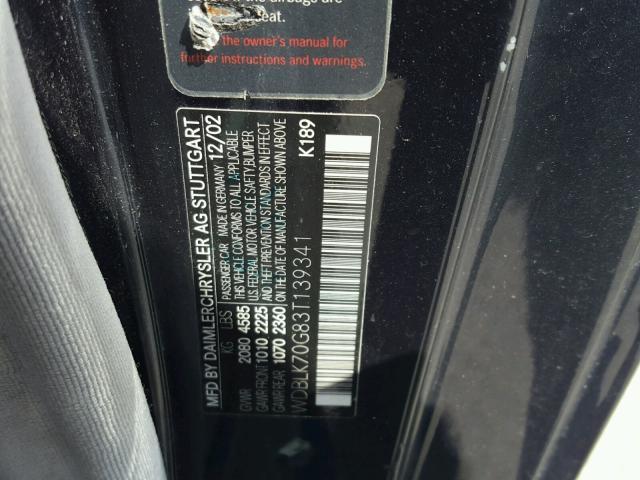 the airbags are
seat.
the owner's manual for
further instructions and warnings.
MFD BY DAIMLERCHRYSLER AG STUTTGART
PASSENGER CAR MADE IN GERMANY 12/02
KG LBS THIS VEHICLE CONFORMS TO ALL APPLICABLE
GVWR 2080 4585 U.S. FEDERAL MOTOR VEHICLE SAFTY, BUMPER
GAWR FRONT 1010 2225 AND THEFT PREVENTION STANDARDS IN EFFECT
GAWR REAR 1070 2360 ON THE DATE OF MANUFACTURE SHOWN ABOVE
WDBLK70G83T139341 K189